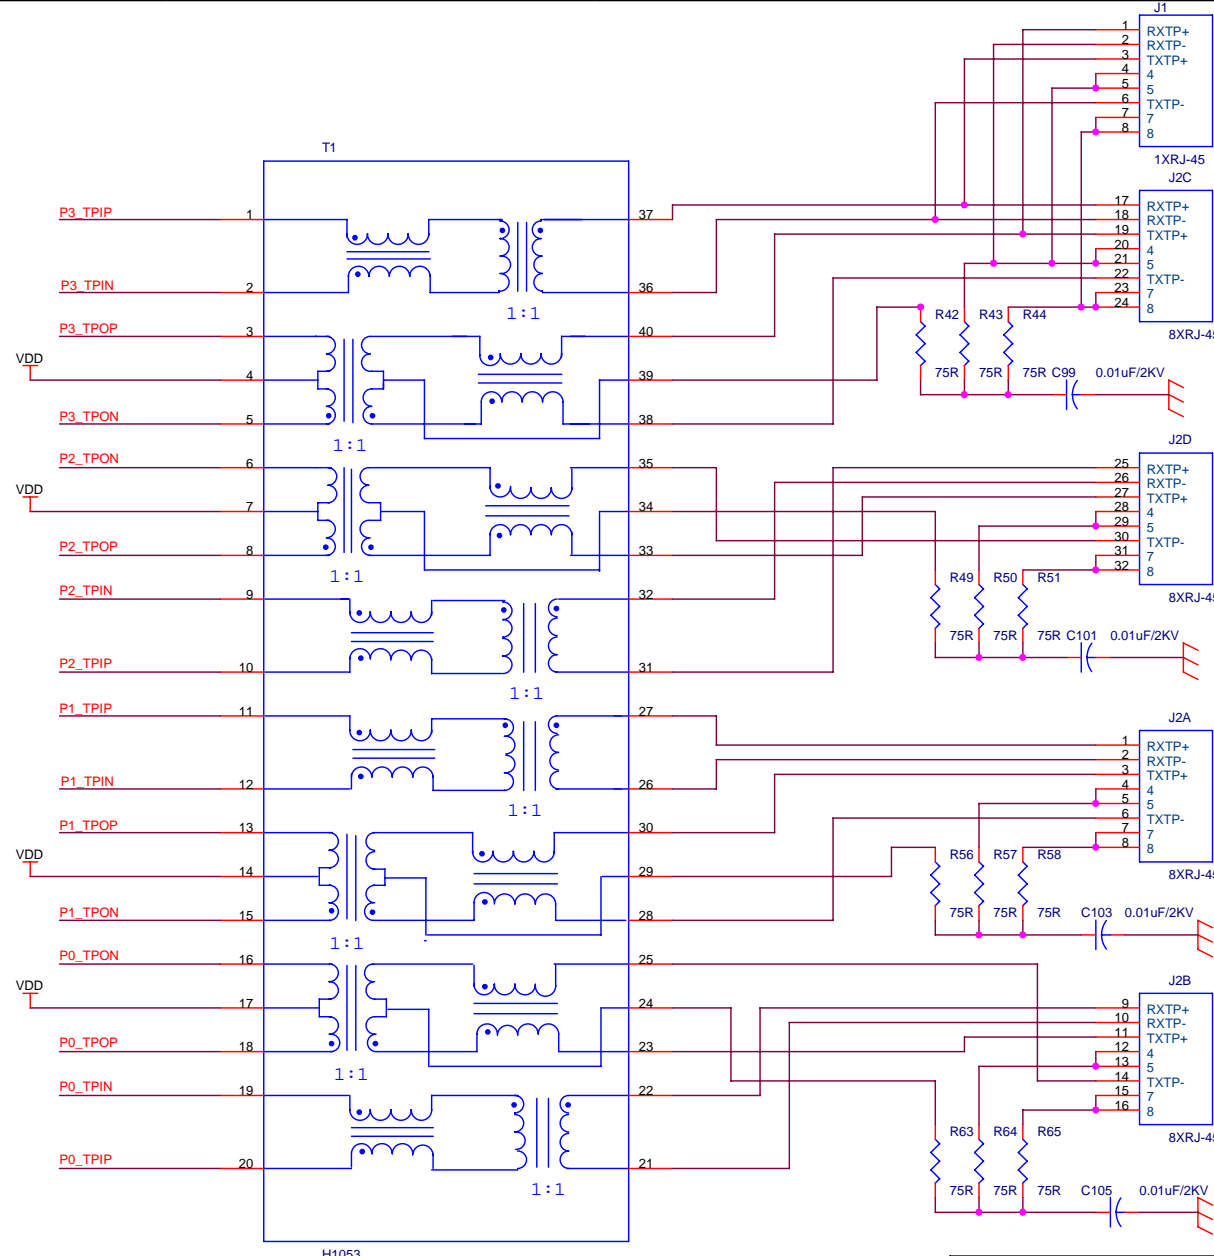 J1
1 RXTP+
2 RXTP-
3 TXTP+
4 4
5 5
6 TXTP-
7 7
8 8
1XRJ-45
T1
J2C
P3_TPIP 1 37 17 RXTP+
18 RXTP-
19 TXTP+
20 4
21 5
22 TXTP-
23 7
24 8
P3_TPIN 2 36
1:1
R42 R43 R44
P3_TPOP 3 40
8XRJ-45
VDD 4 39
75R 75R 75R C99 0.01uF/2KV
P3_TPON 5 38
1:1
J2D
P2_TPON 6 35 25 RXTP+
26 RXTP-
27 TXTP+
28 4
29 5
30 TXTP-
31 7
32 8
VDD 7 34
P2_TPOP 8 33
1:1
R49 R50 R51
P2_TPIN 9 32
8XRJ-45
75R 75R 75R C101 0.01uF/2KV
P2_TPIP 10 31
1:1
P1_TPIP 11 27
J2A
1 RXTP+
2 RXTP-
3 TXTP+
4 4
5 5
6 TXTP-
7 7
8 8
P1_TPIN 12 26
1:1
P1_TPOP 13 30
R56 R57 R58
VDD 14 29
8XRJ-45
P1_TPON 15 28
75R 75R 75R C103 0.01uF/2KV
1:1
P0_TPON 16 25
J2B
VDD 17 24 9 RXTP+
10 RXTP-
11 TXTP+
12 4
13 5
14 TXTP-
15 7
16 8
P0_TPOP 18 23
1:1
P0_TPIN 19 22
R63 R64 R65
8XRJ-45
P0_TPIP 20 21
1:1
75R 75R 75R C105 0.01uF/2KV
H1053